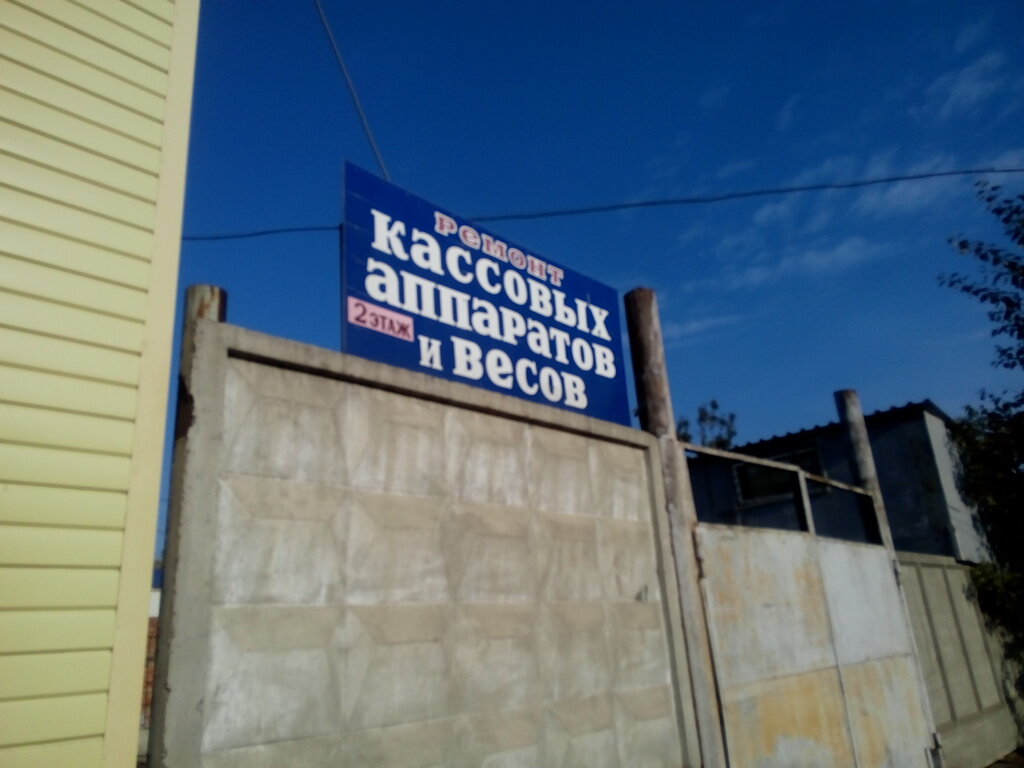 РЕМОНТ
кассовых
аппаратов
2 ЭТАЖ
и весов